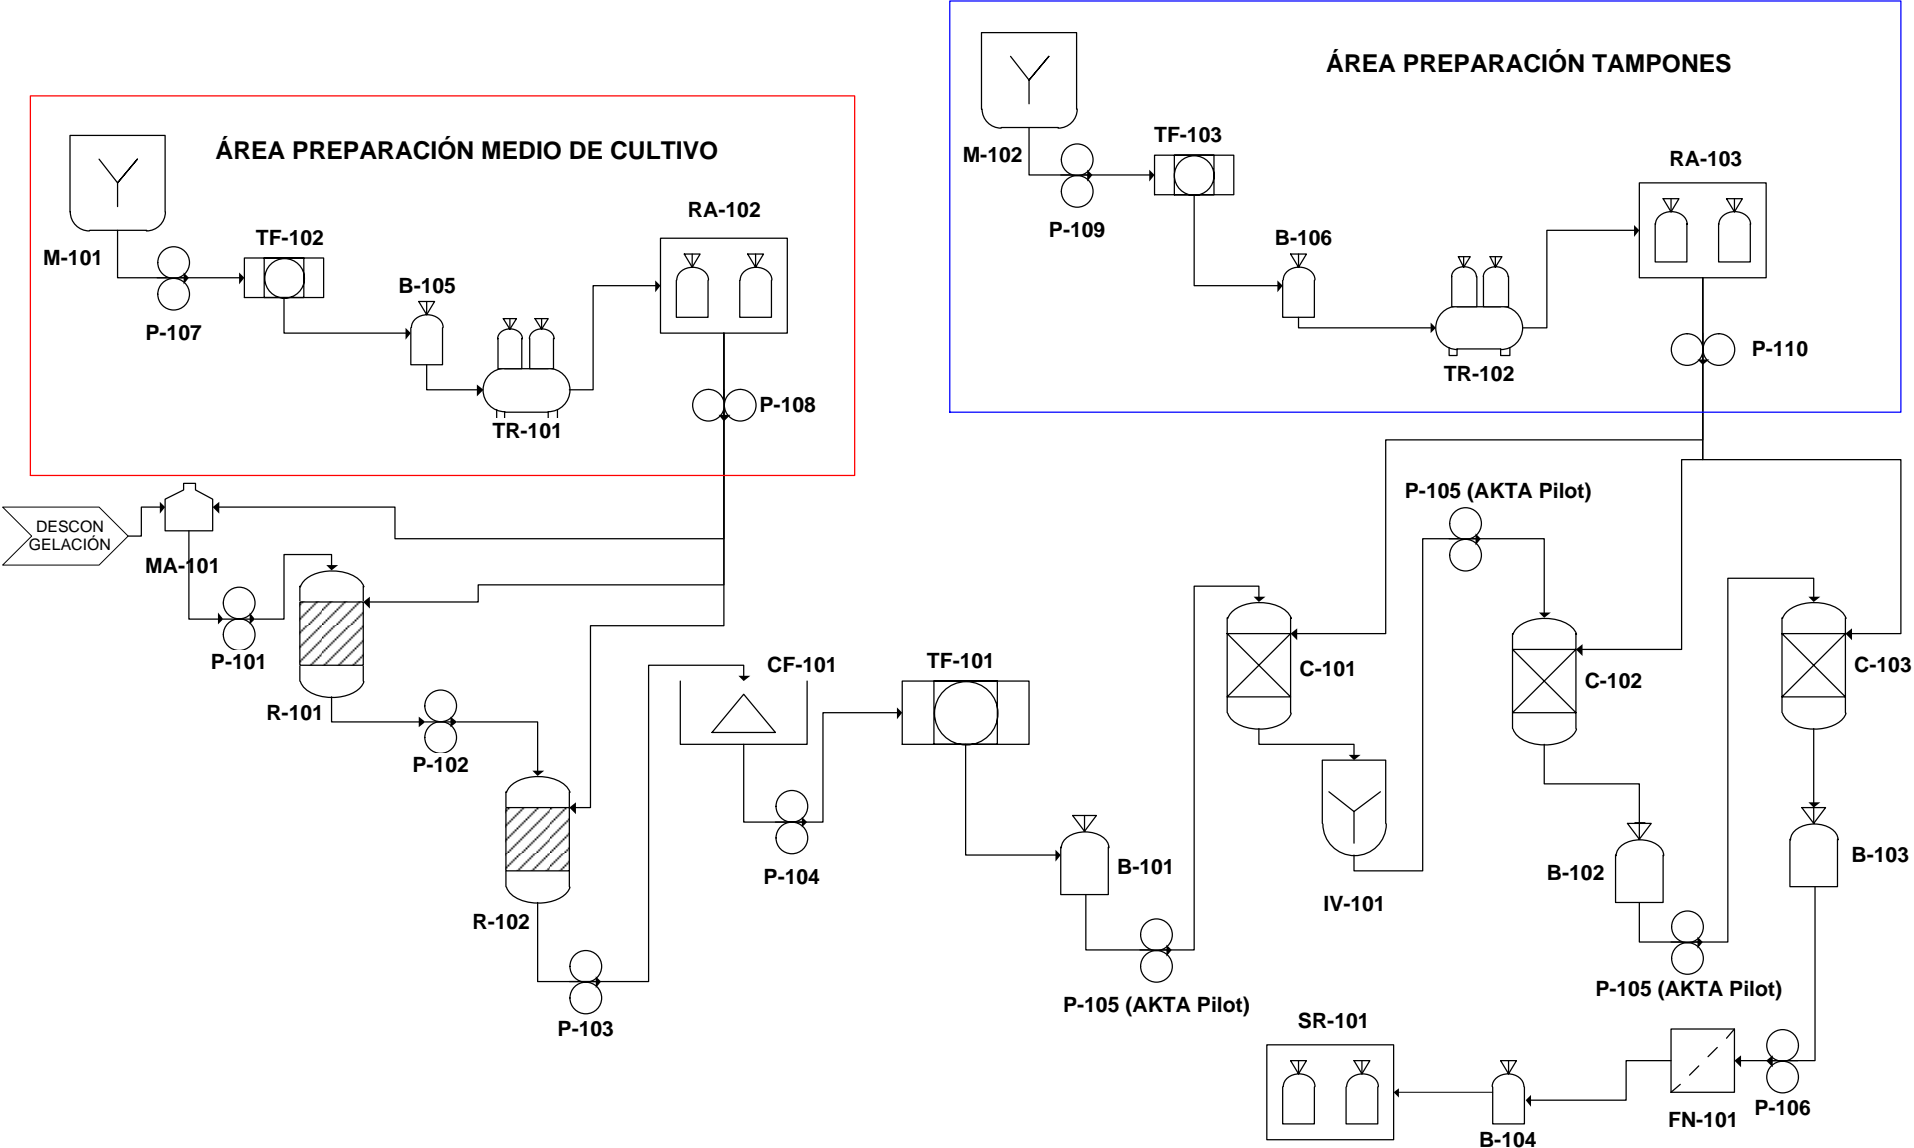 ÁREA PREPARACIÓN TAMPONES
M-102
TF-103
P-109
B-106
TR-102
RA-103
P-110
ÁREA PREPARACIÓN MEDIO DE CULTIVO
M-101
P-107
TF-102
B-105
TR-101
RA-102
P-108
DESCON
GELACIÓN
MA-101
P-101
R-101
P-102
R-102
P-103
CF-101
P-104
TF-101
B-101
P-105 (AKTA Pilot)
C-101
IV-101
P-105 (AKTA Pilot)
C-102
B-102
P-105 (AKTA Pilot)
C-103
B-103
P-106
FN-101
B-104
SR-101